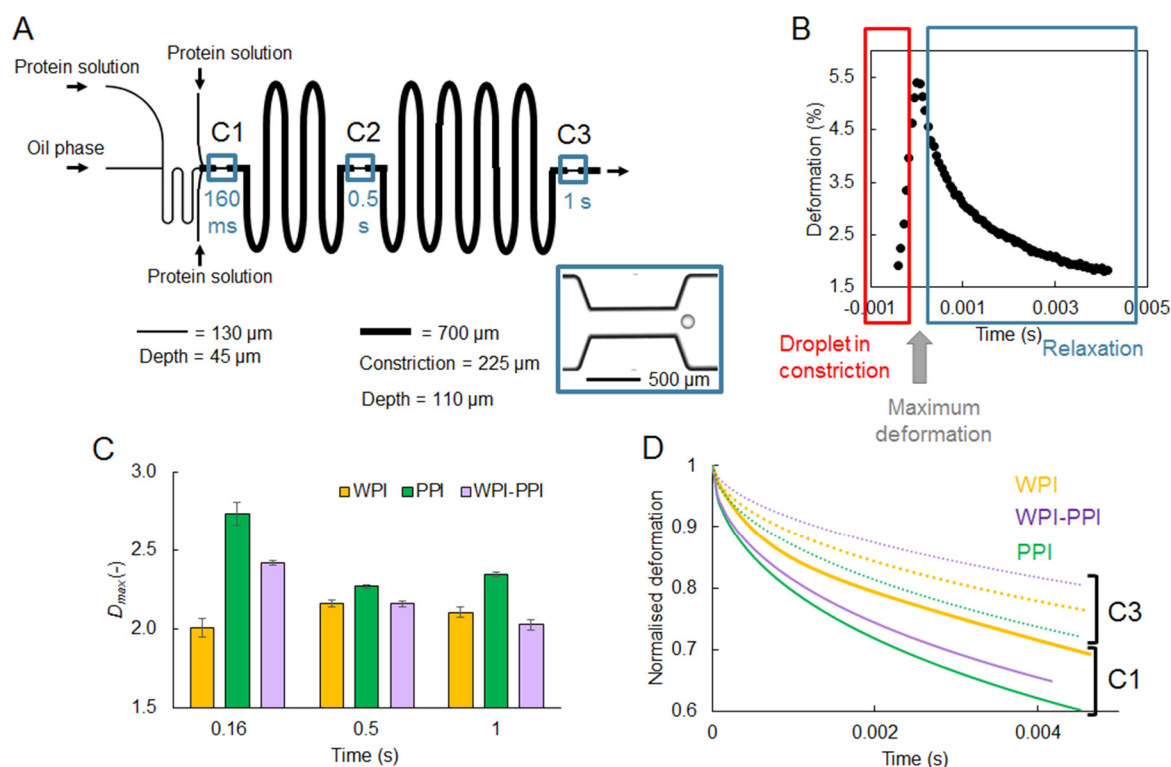 A
Protein solution
Protein solution
Oil phase
C1
C2
C3
160
ms
0.5
s
1 s
Protein solution
= 130 µm
Depth = 45 µm
= 700 µm
Constriction = 225 µm
Depth = 110 µm
500 µm
B
Deformation (%)
5.5
4.5
3.5
2.5
1.5
-0.001
0.001
0.003
0.005
Time (s)
Droplet in
constriction
Relaxation
Maximum
deformation
C
Dmax (-)
3.0
2.5
2.0
1.5
WPI
PPI
WPI-PPI
0.16
0.5
1
Time (s)
D
Normalised deformation
1
0.9
0.8
0.7
0.6
WPI
WPI-PPI
PPI
C3
C1
0
0.002
0.004
Time (s)